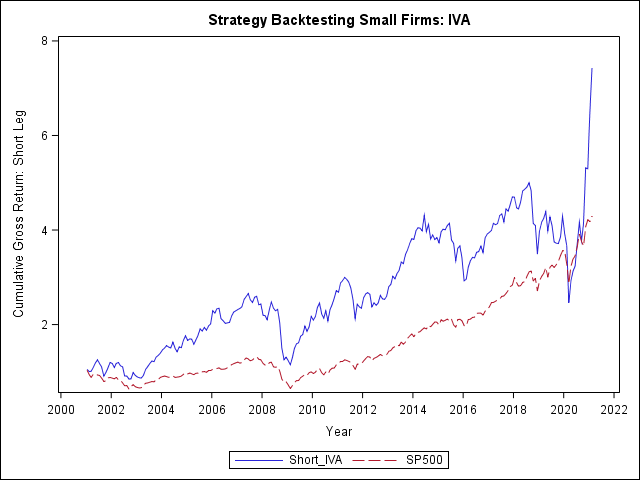 Strategy Backtesting Small Firms: IVA
Cumulative Gross Return: Short Leg
8
6
4
2
2000 2002 2004 2006 2008 2010 2012 2014 2016 2018 2020 2022
Year
Short_IVA SP500